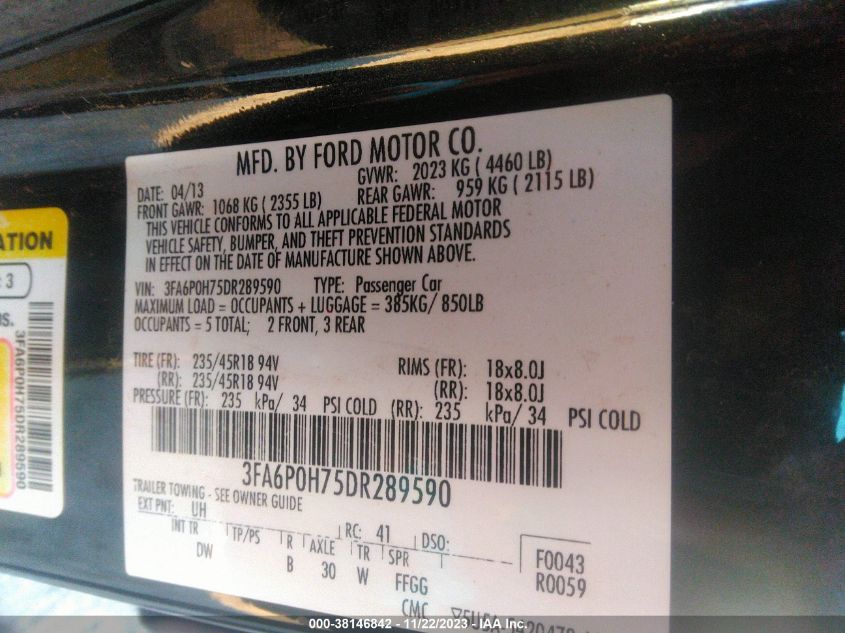 MFD. BY FORD MOTOR CO.
DATE: 04/13
GVWR: 2023 KG ( 4460 LB)
FRONT GAWR: 1068 KG ( 2355 LB)
REAR GAWR: 959 KG ( 2115 LB)
THIS VEHICLE CONFORMS TO ALL APPLICABLE FEDERAL MOTOR
VEHICLE SAFETY, BUMPER, AND THEFT PREVENTION STANDARDS
IN EFFECT ON THE DATE OF MANUFACTURE SHOWN ABOVE.
VIN: 3FA6P0H75DR289590 TYPE: Passenger Car
MAXIMUM LOAD = OCCUPANTS + LUGGAGE = 385KG/ 850LB
OCCUPANTS = 5 TOTAL; 2 FRONT, 3 REAR
TIRE (FR): 235/45R18 94V RIMS (FR): 18x8.0J
(RR): 235/45R18 94V (RR): 18x8.0J
PRESSURE (FR): 235 kPa/ 34 PSI COLD (RR): 235 kPa/ 34 PSI COLD
3FA6P0H75DR289590
TRAILER TOWING - SEE OWNER GUIDE
EXT PNT: UH RC: 41 DSO:
INT TR TP/PS R AXLE TR SPR
DW B 30 W FFGG
F0043
R0059
CMC
ATION
3
3FA6P0H75DR289590
000-38146842 - 11/22/2023 - IAA Inc.